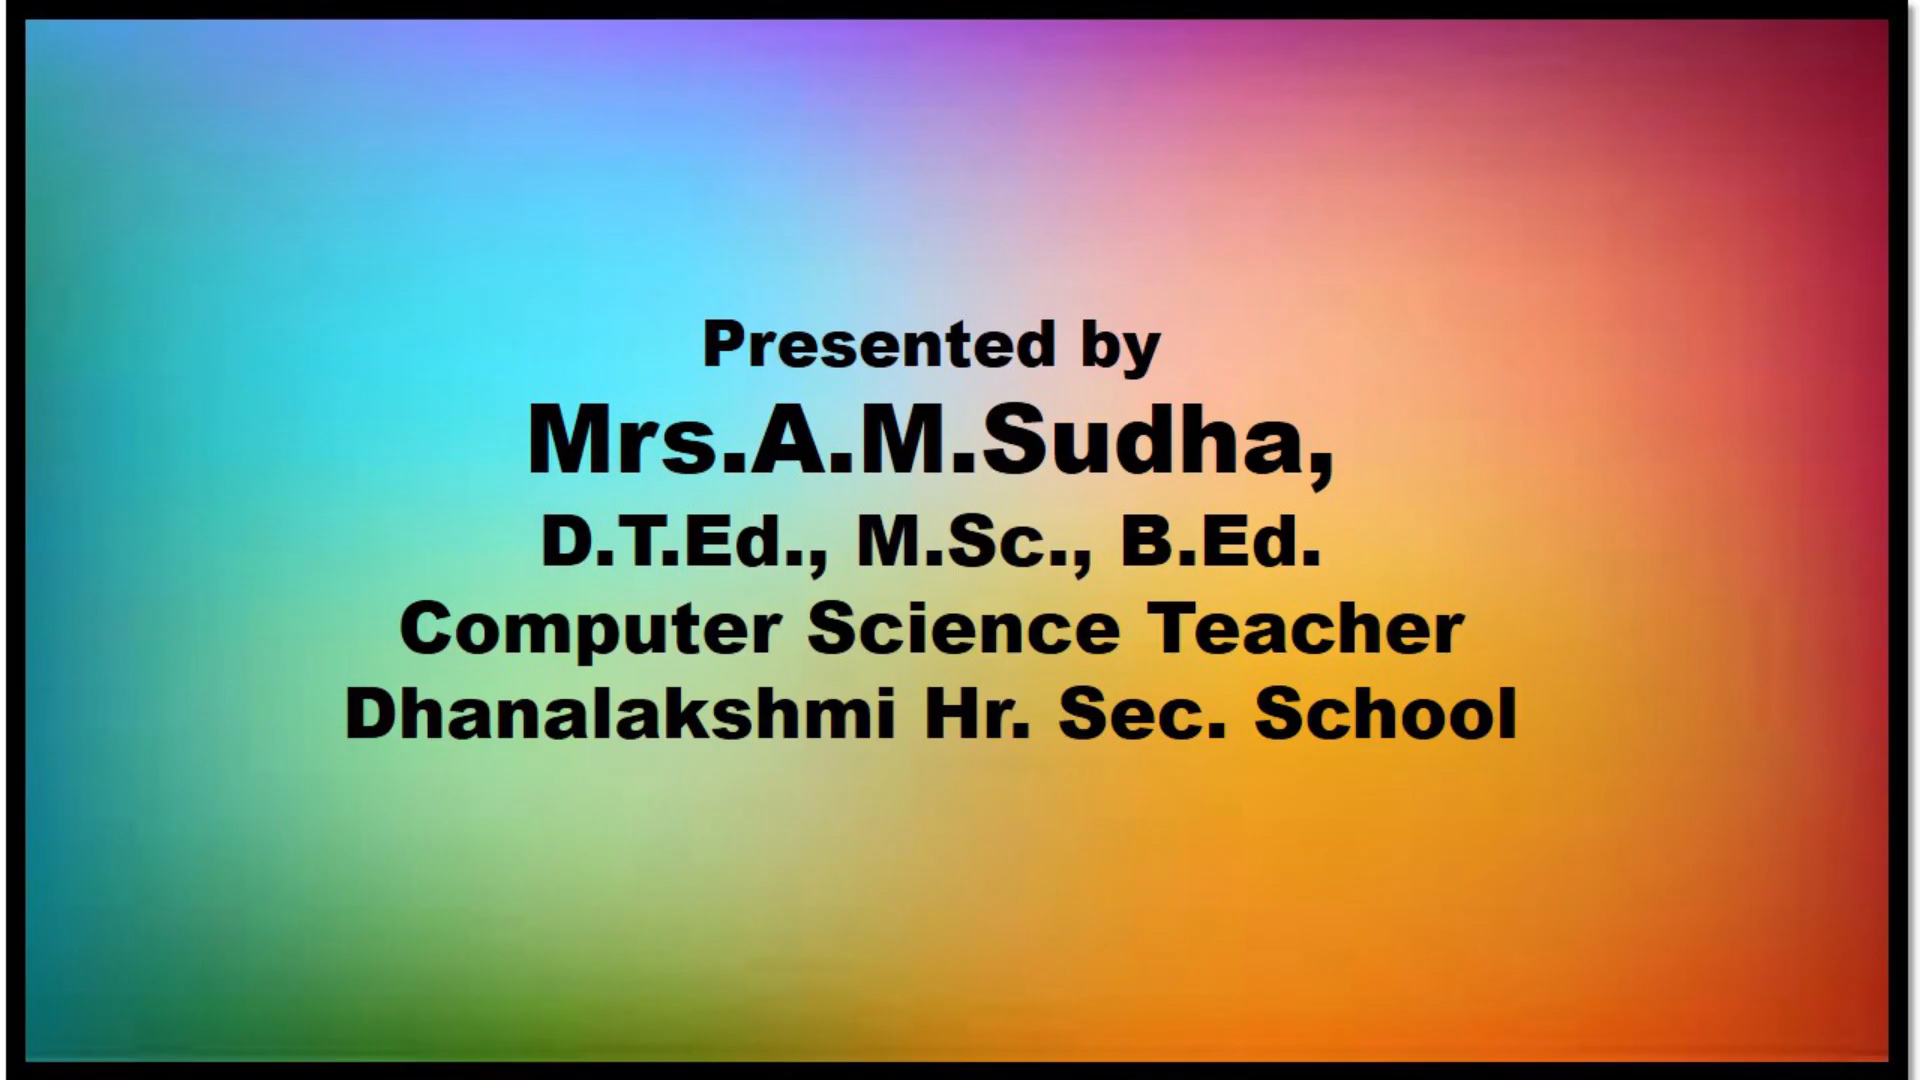 Presented by
Mrs.A.M.Sudha,
D.T.Ed., M.Sc., B.Ed.
Computer Science Teacher
Dhanalakshmi Hr. Sec. School